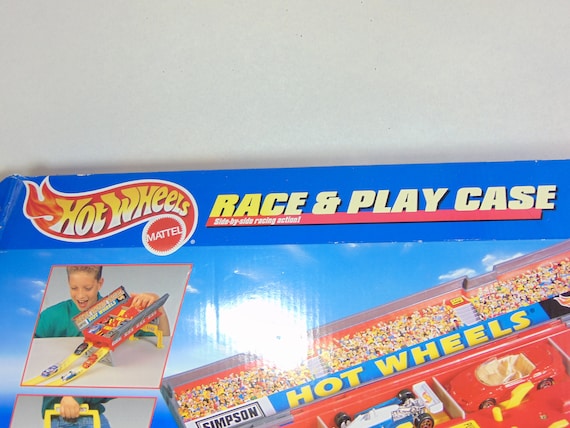 HOT WHEELS
MATTEL
RACE & PLAY CASE
Side-by-side racing action!
HOT WHEELS
SIMPSON